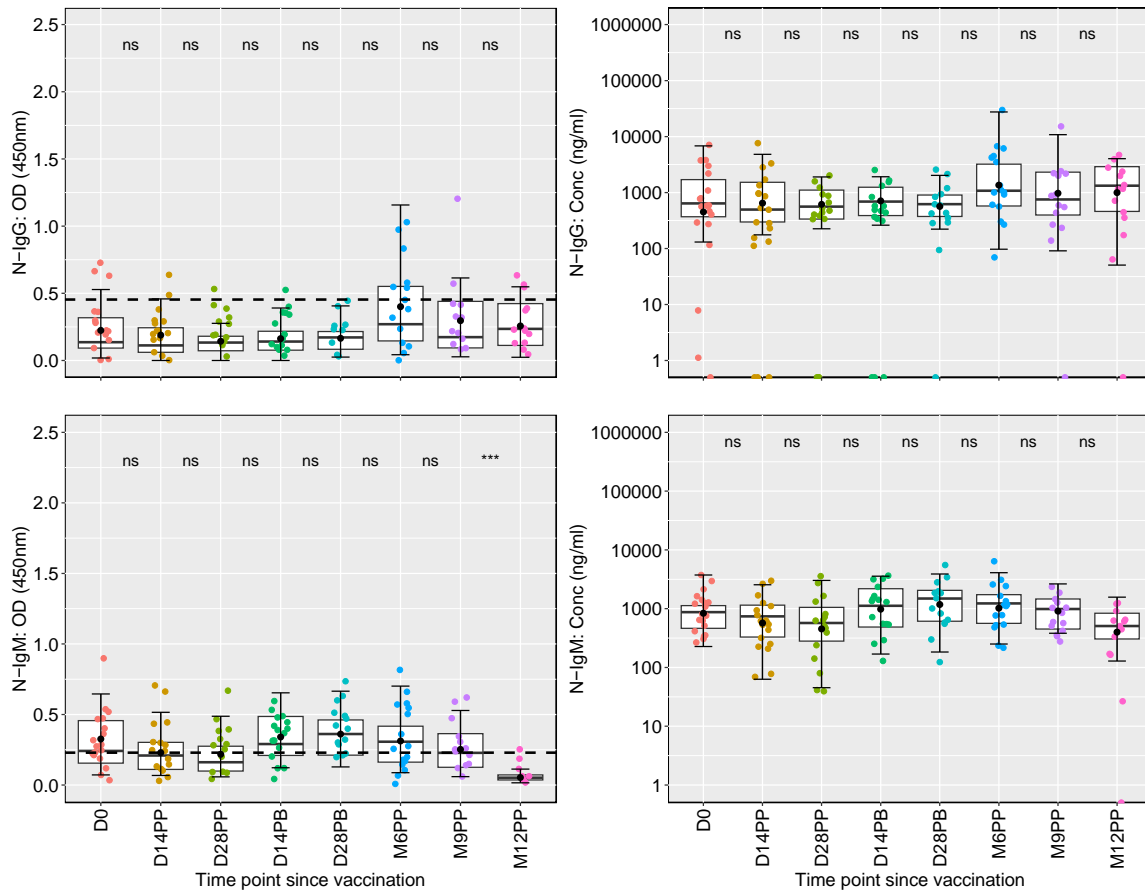 N-IgG: OD (450nm)
2.5
2.0
1.5
1.0
0.5
0.0
ns ns ns ns ns ns ns
N-IgG: Conc (ng/ml)
1000000
100000
10000
1000
100
10
1
ns ns ns ns ns ns ns
N-IgM: OD (450nm)
2.5
2.0
1.5
1.0
0.5
0.0
ns ns ns ns ns ns ***
D0 D14PP D28PP D14PB D28PB M6PP M9PP M12PP
Time point since vaccination
N-IgM: Conc (ng/ml)
1000000
10000
1000
100
10
1
ns ns ns ns ns ns ns
D0 D14PP D28PP D14PB D28PB M6PP M9PP M12PP
Time point since vaccination